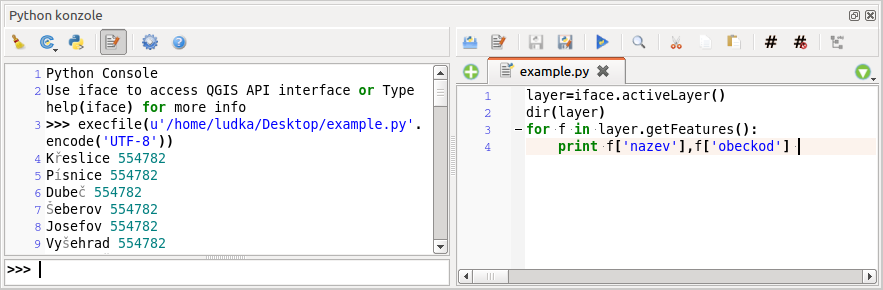 Python konzole
1 Python Console
2 Use iface to access QGIS API interface or Type
help(iface) for more info
3 >>> execfile(u'/home/ludka/Desktop/example.py'.
encode('UTF-8'))
4 Křeslice 554782
5 Písnice 554782
6 Dubeč 554782
7 Šeberov 554782
8 Josefov 554782
9 Vyšehrad 554782
>>>
example.py
1 layer=iface.activeLayer()
2 dir(layer)
3 for f in layer.getFeatures():
4 print f['nazev'],f['obeckod']